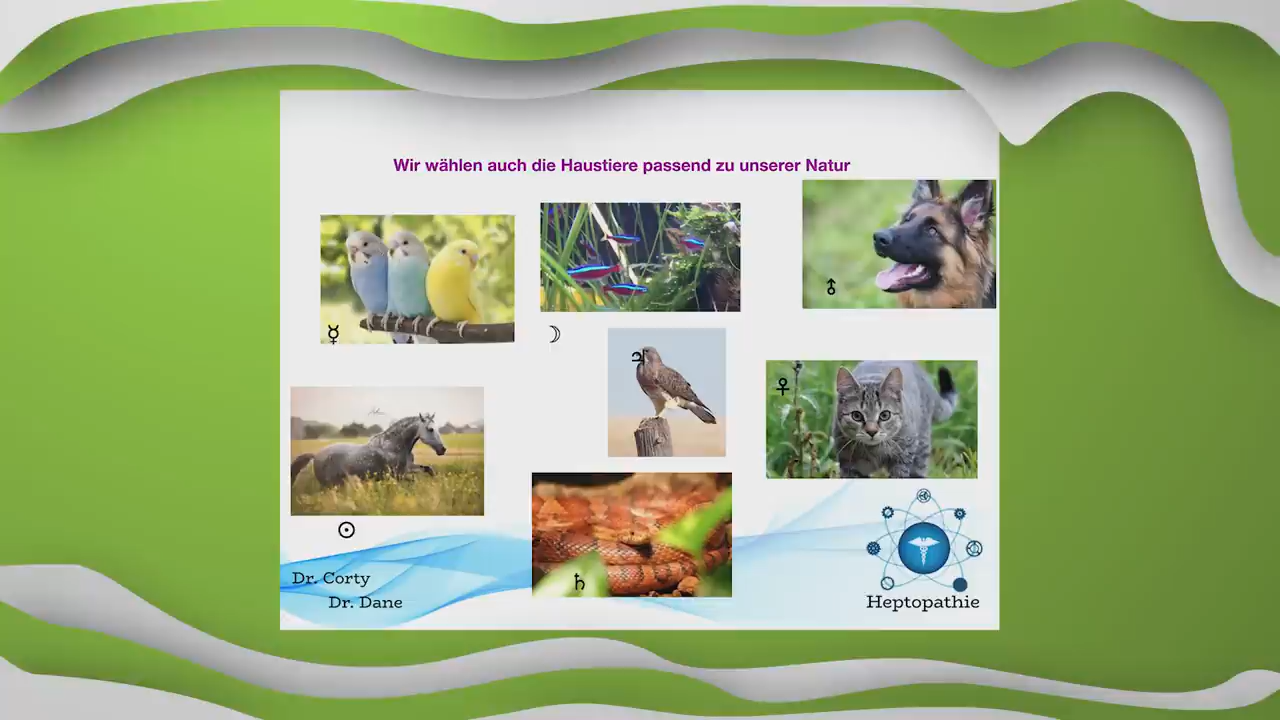 Wir wählen auch die Haustiere passend zu unserer Natur
☿
☽
⚨
♃
♀
☉
♄
Dr. Corty
Dr. Dane
Heptopathie